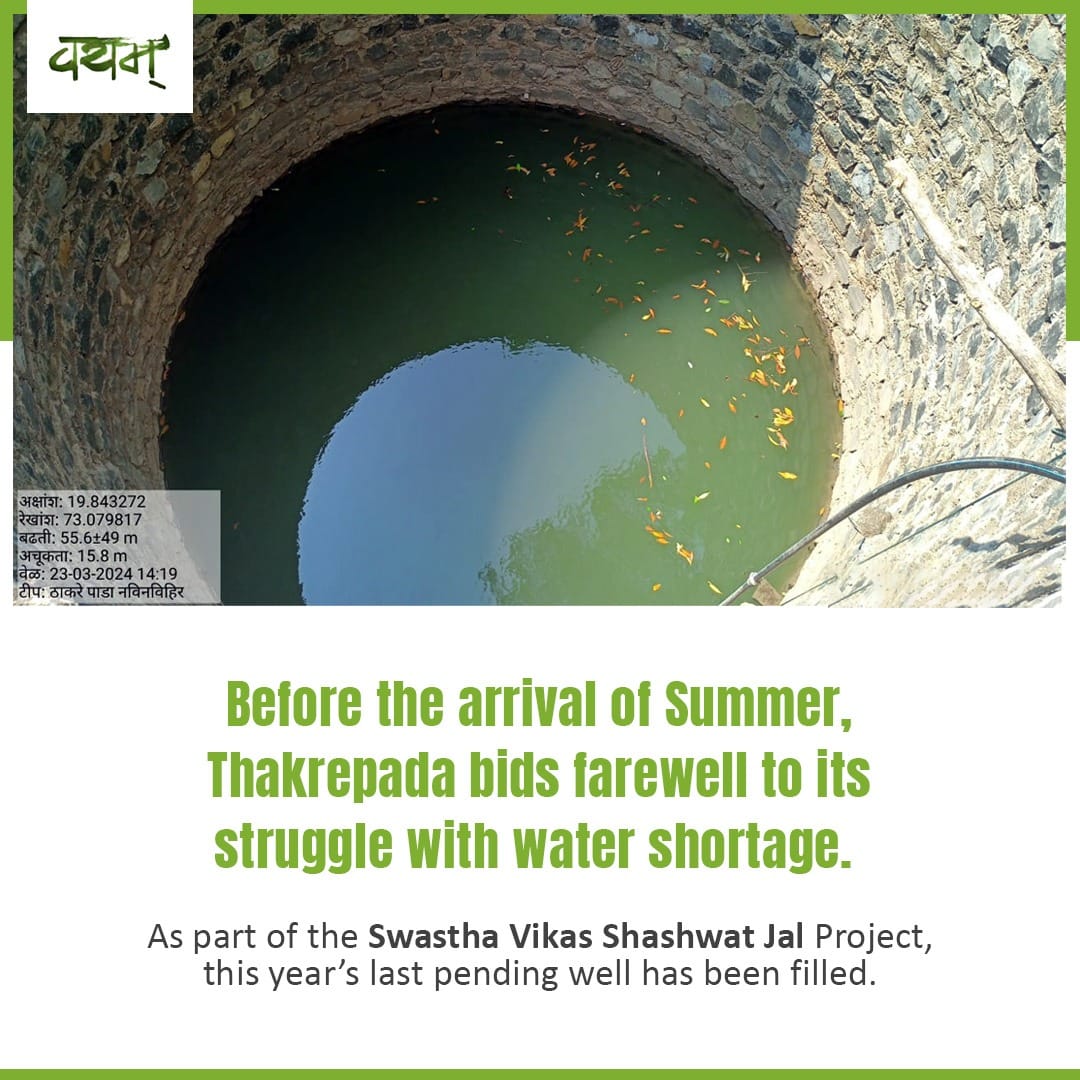 वयम्
अक्षांश: 19.843272
रेखांश: 73.079817
बढती: 55.6±49 m
अचूकता: 15.8 m
वेळ: 23-03-2024 14:19
टीप: ठाकरे पाडा नविनविहिर
Before the arrival of Summer,
Thakrepada bids farewell to its
struggle with water shortage.
As part of the Swastha Vikas Shashwat Jal Project,
this year’s last pending well has been filled.